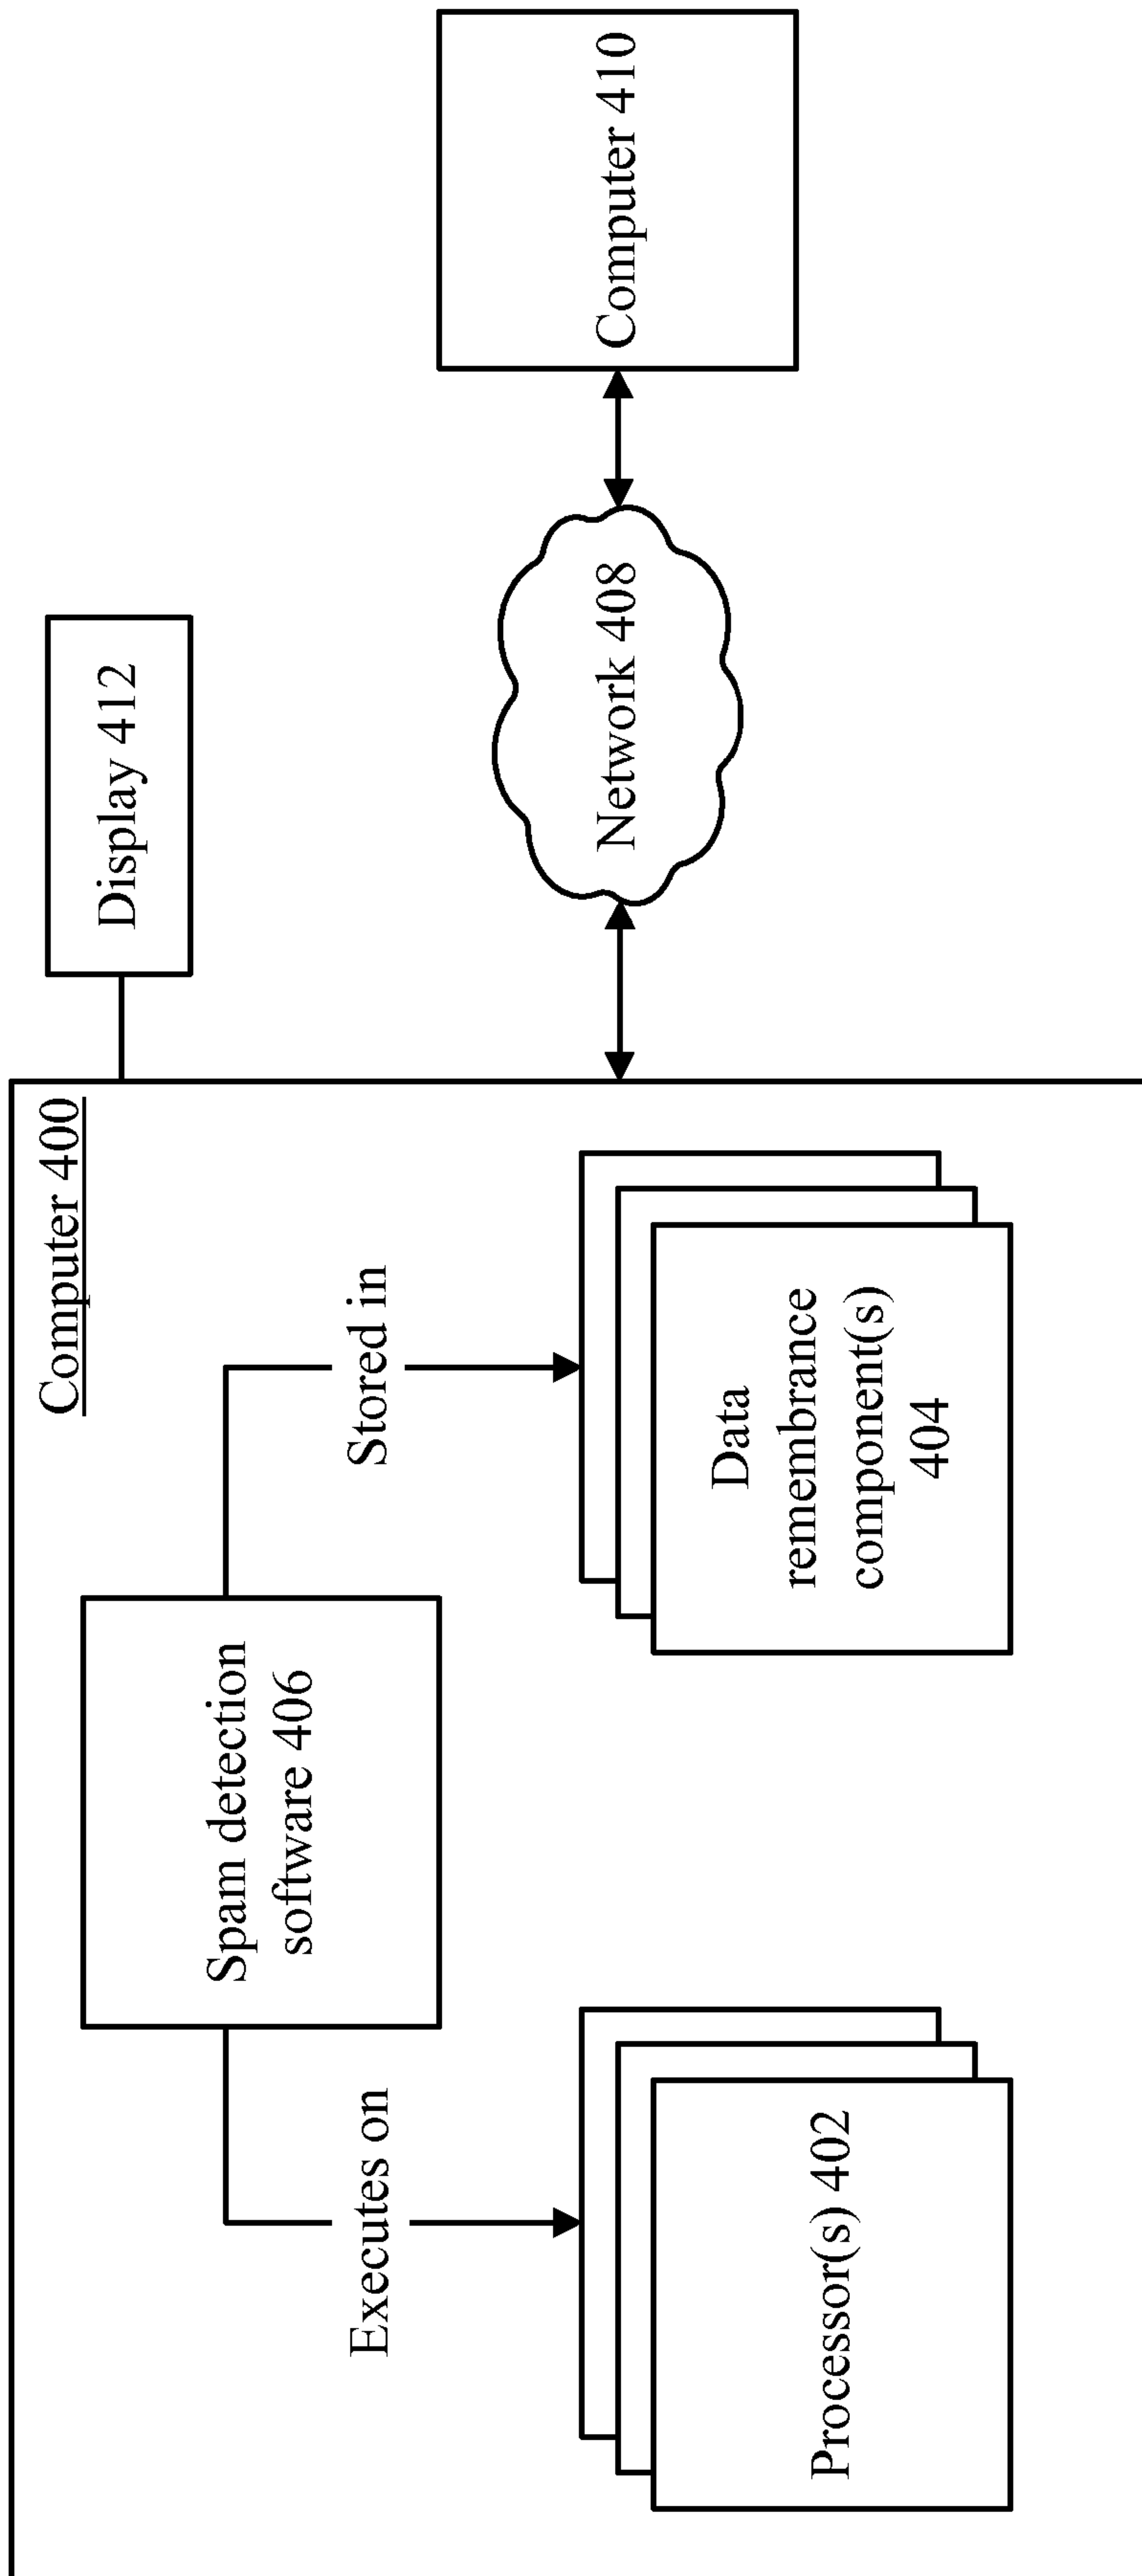 Computer 400
Spam detection
software 406
Executes on
Stored in
Processor(s) 402
Data
remembrance
component(s)
404
Display 412
Network 408
Computer 410